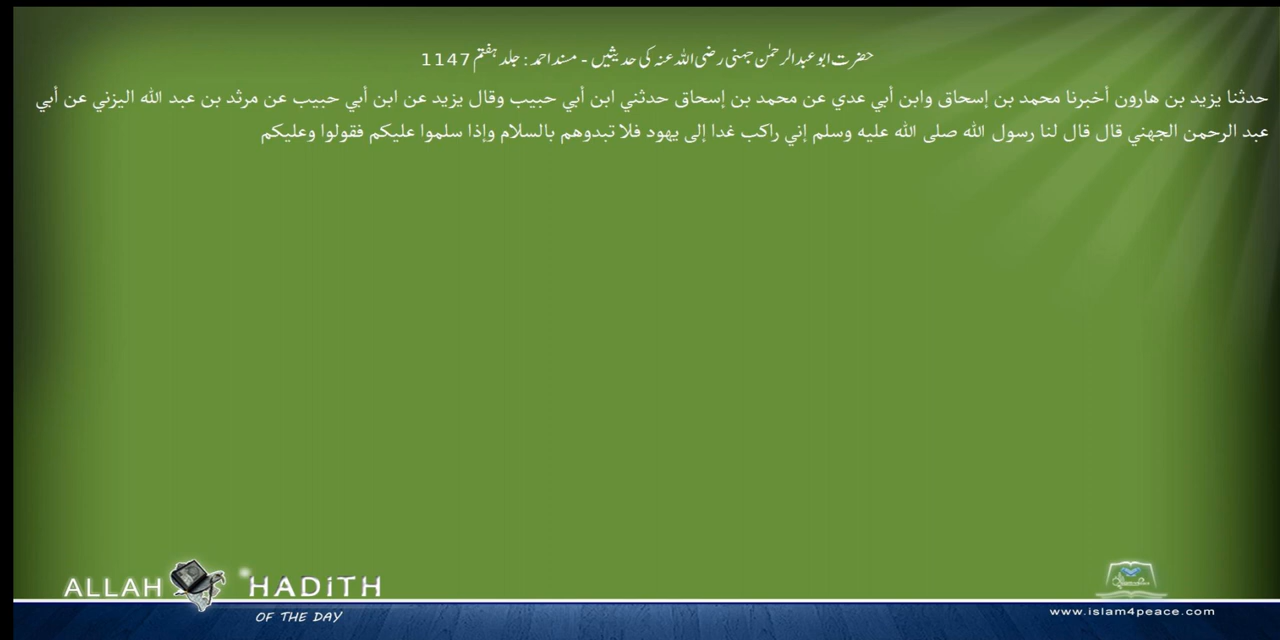 حضرت ابوعبدالرحمٰن جہنی رضی اللہ عنہ کی حدیثیں - مسند احمد : جلد ہفتم 1147
حدثنا يزيد بن هارون أخبرنا محمد بن إسحاق وابن أبي عدي عن محمد بن إسحاق حدثني ابن أبي حبيب وقال يزيد عن ابن أبي حبيب عن مرثد بن عبد الله اليزني عن أبي
عبد الرحمن الجهني قال قال لنا رسول الله صلى الله عليه وسلم إني راكب غدا إلى يهود فلا تبدوهم بالسلام وإذا سلموا عليكم فقولوا وعليكم
ALLAH HADITH
OF THE DAY
www.islam4peace.com